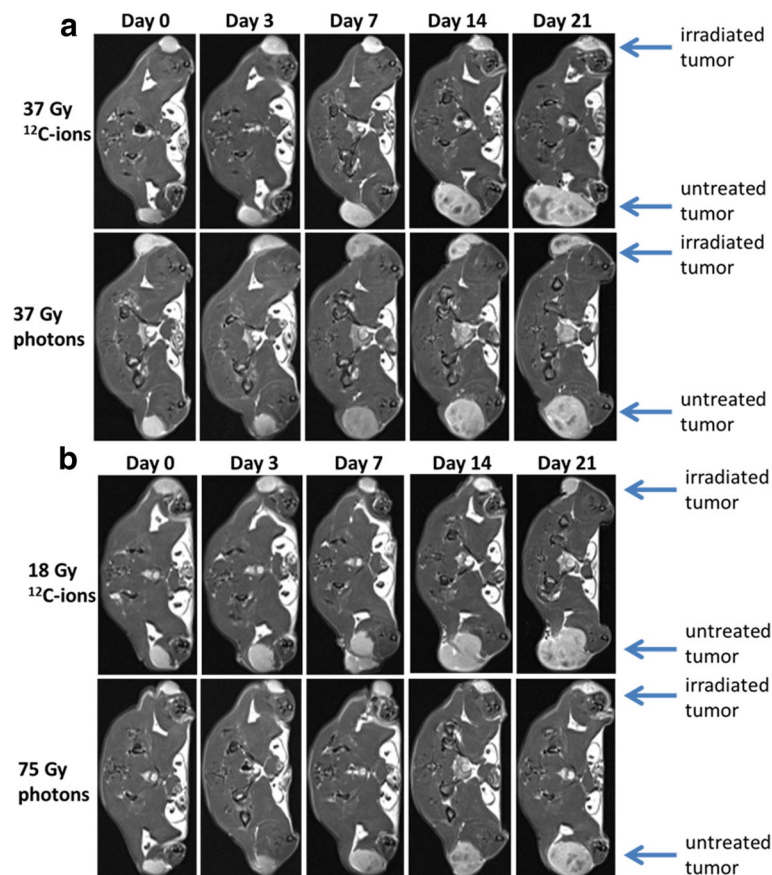 a
Day 0 Day 3 Day 7 Day 14 Day 21
37 Gy
¹²C-ions
irradiated
tumor
untreated
tumor
37 Gy
photons
irradiated
tumor
untreated
tumor
b
Day 0 Day 3 Day 7 Day 14 Day 21
18 Gy
¹²C-ions
irradiated
tumor
untreated
tumor
75 Gy
photons
irradiated
tumor
untreated
tumor